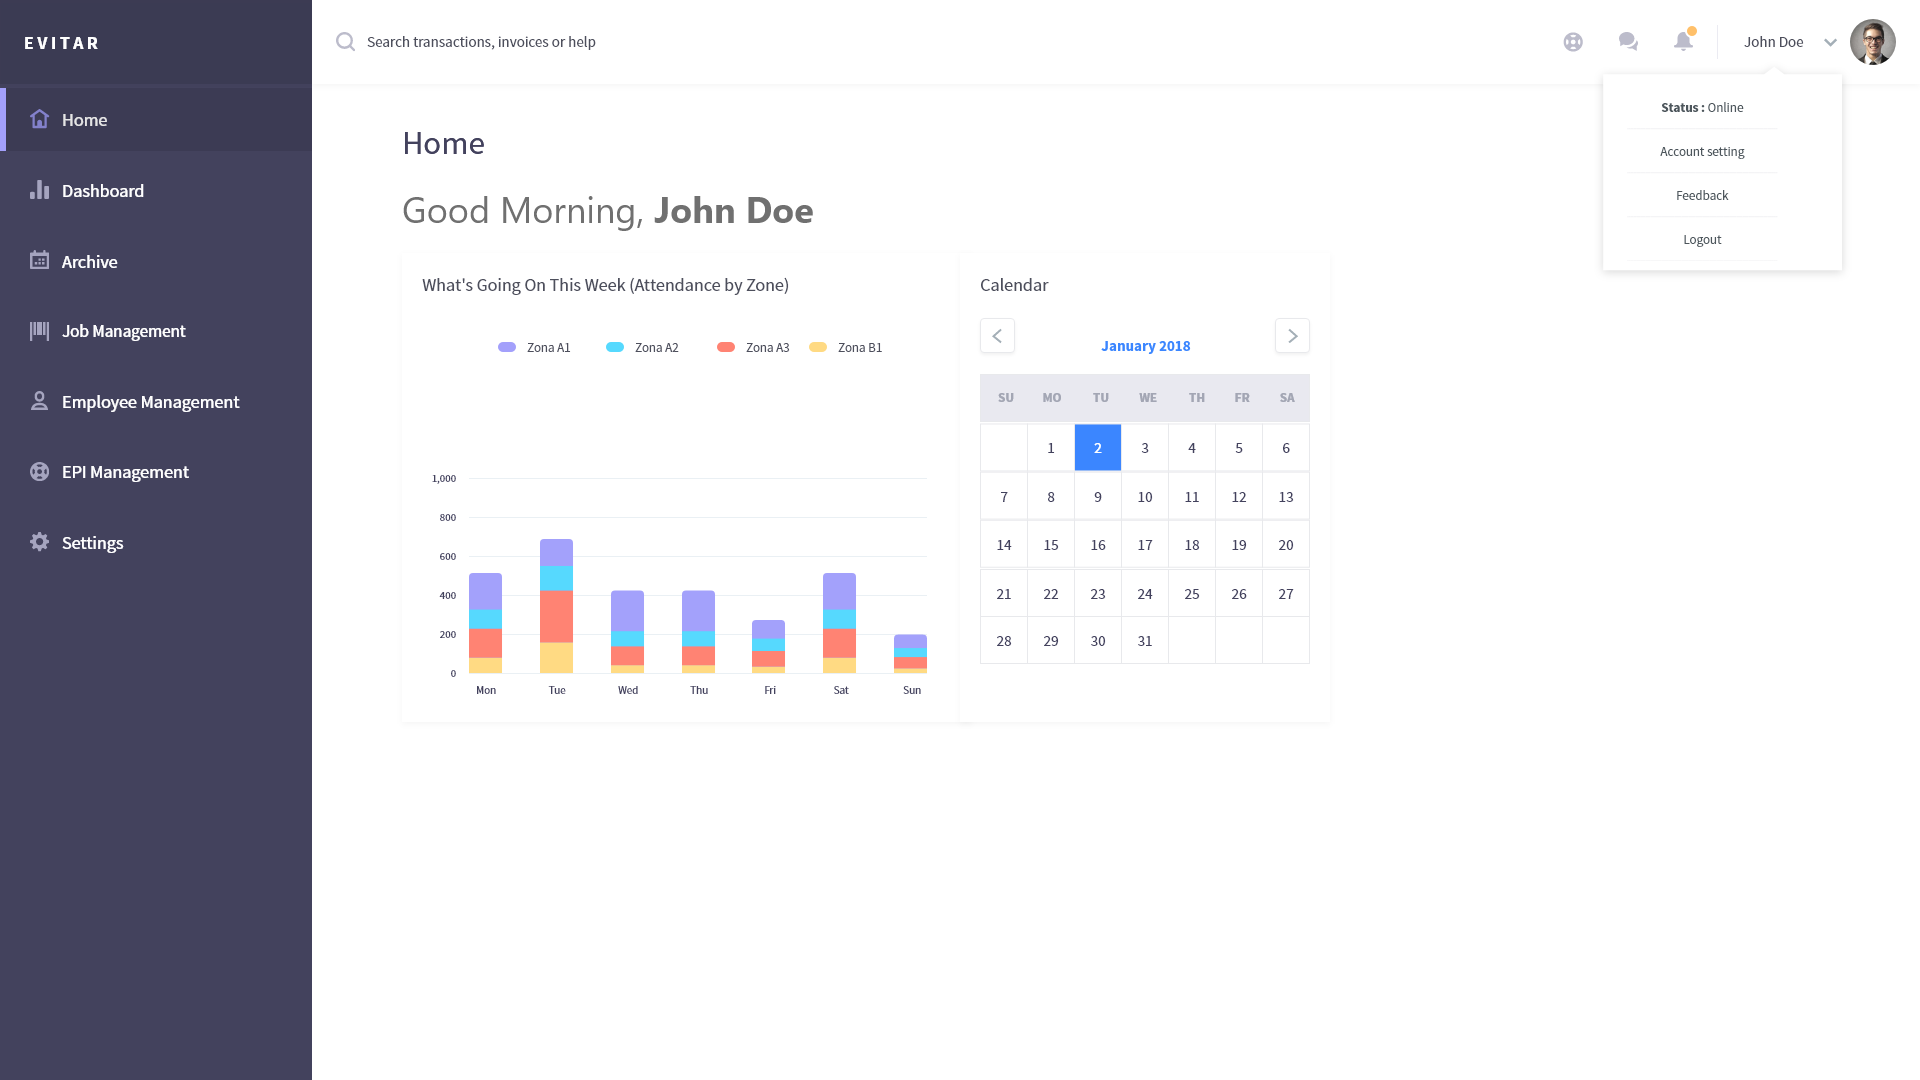 EVITAR
Search transactions, invoices or help
John Doe
Status : Online
Account setting
Feedback
Logout
Home
Dashboard
Archive
Job Management
Employee Management
EPI Management
Settings
Home
Good Morning, John Doe
What's Going On This Week (Attendance by Zone)
Zona A1 Zona A2 Zona A3 Zona B1
1,000
800
600
400
200
0
Mon Tue Wed Thu Fri Sat Sun
Calendar
January 2018
SU MO TU WE TH FR SA
1 2 3 4 5 6
7 8 9 10 11 12 13
14 15 16 17 18 19 20
21 22 23 24 25 26 27
28 29 30 31